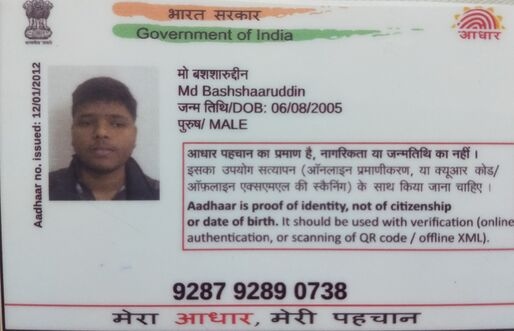 भारत सरकार
Government of India
आधार
Aadhaar no. issued: 12/01/2012
मो बशशारुद्दीन
Md Bashshaaruddin
जन्म तिथि/DOB: 06/08/2005
पुरुष/ MALE
आधार पहचान का प्रमाण है, नागरिकता या जन्मतिथि का नहीं ।
इसका उपयोग सत्यापन (ऑनलाइन प्रमाणीकरण, या क्यूआर कोड/
ऑफ़लाइन एक्सएमएल की स्कैनिंग) के साथ किया जाना चाहिए ।
Aadhaar is proof of identity, not of citizenship
or date of birth. It should be used with verification (online
authentication, or scanning of QR code / offline XML).
9287 9289 0738
मेरा आधार, मेरी पहचान